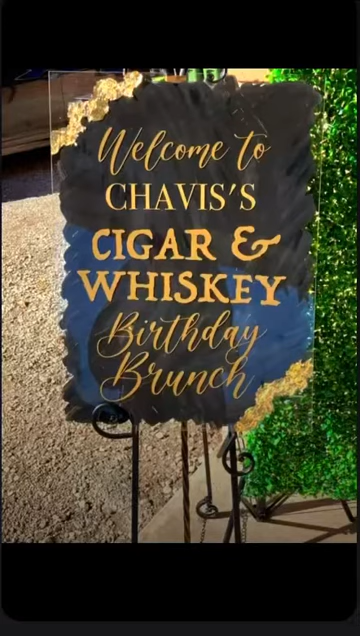 Welcome to
CHAVIS'S
CIGAR &
WHISKEY
Birthday
Brunch